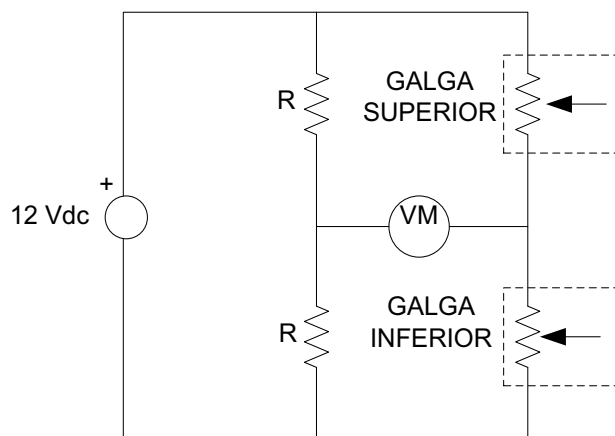 R
GALGA
SUPERIOR
+
12 Vdc
VM
R
GALGA
INFERIOR